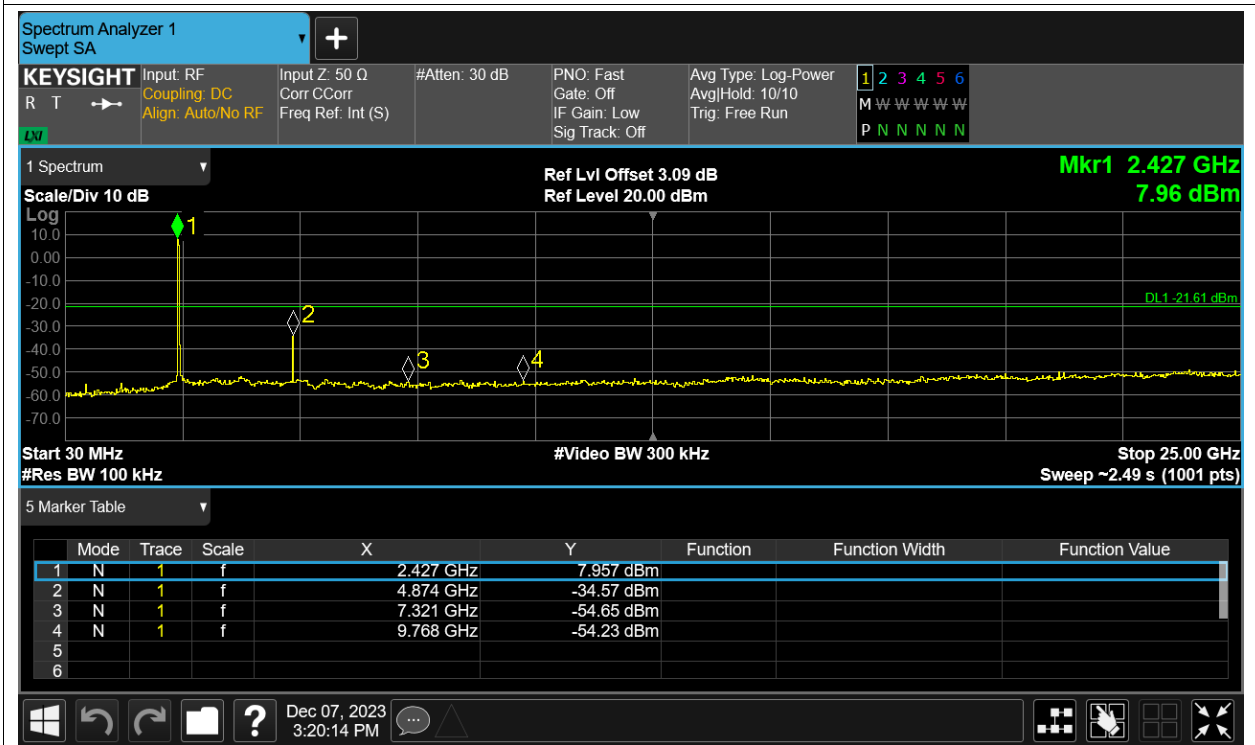 Spectrum Analyzer 1
Swept SA
KEYSIGHT
R T
LXI
Input: RF
Coupling: DC
Align: Auto/No RF
Input Z: 50 Ω
Corr CCorr
Freq Ref: Int (S)
#Atten: 30 dB
PNO: Fast
Gate: Off
IF Gain: Low
Sig Track: Off
Avg Type: Log-Power
Avg|Hold: 10/10
Trig: Free Run
1 2 3 4 5 6
M W W W W W
P N N N N N
1 Spectrum
Scale/Div 10 dB
Ref Lvl Offset 3.09 dB
Ref Level 20.00 dBm
Mkr1 2.427 GHz
7.96 dBm
Log
10.0
0.00
-10.0
-20.0
-30.0
-40.0
-50.0
-60.0
-70.0
1
2
3
4
DL1 -21.61 dBm
Start 30 MHz
#Video BW 300 kHz
Stop 25.00 GHz
#Res BW 100 kHz
Sweep ~2.49 s (1001 pts)
5 Marker Table
Mode Trace Scale X Y Function Function Width Function Value
1 N 1 f 2.427 GHz 7.957 dBm
2 N 1 f 4.874 GHz -34.57 dBm
3 N 1 f 7.321 GHz -54.65 dBm
4 N 1 f 9.768 GHz -54.23 dBm
5
6
?
Dec 07, 2023
3:20:14 PM